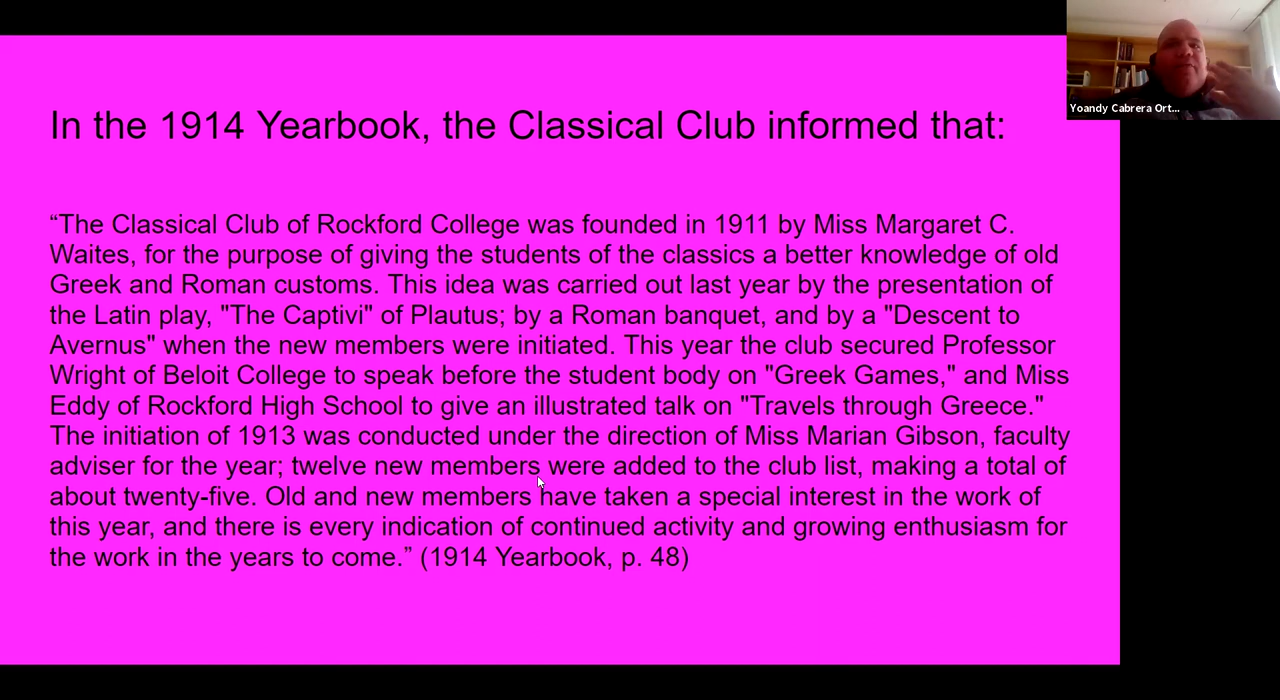 In the 1914 Yearbook, the Classical Club informed that:
“The Classical Club of Rockford College was founded in 1911 by Miss Margaret C.
Waites, for the purpose of giving the students of the classics a better knowledge of old
Greek and Roman customs. This idea was carried out last year by the presentation of
the Latin play, "The Captivi" of Plautus; by a Roman banquet, and by a "Descent to
Avernus" when the new members were initiated. This year the club secured Professor
Wright of Beloit College to speak before the student body on "Greek Games," and Miss
Eddy of Rockford High School to give an illustrated talk on "Travels through Greece."
The initiation of 1913 was conducted under the direction of Miss Marian Gibson, faculty
adviser for the year; twelve new members were added to the club list, making a total of
about twenty-five. Old and new members have taken a special interest in the work of
this year, and there is every indication of continued activity and growing enthusiasm for
the work in the years to come.” (1914 Yearbook, p. 48)
Yoandy Cabrera Ort...